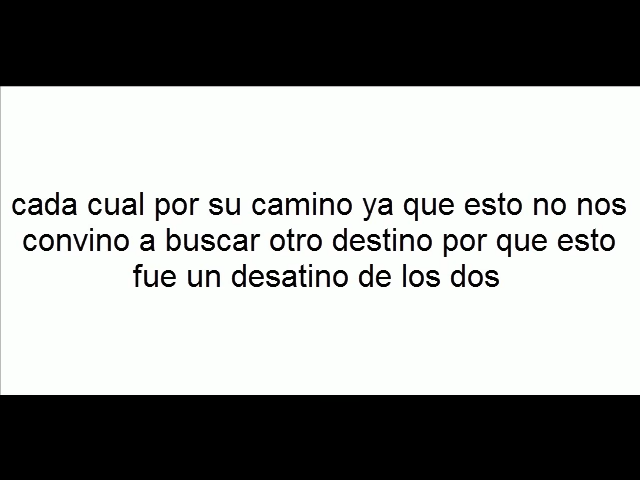 cada cual por su camino ya que esto no nos
convino a buscar otro destino por que esto
fue un desatino de los dos